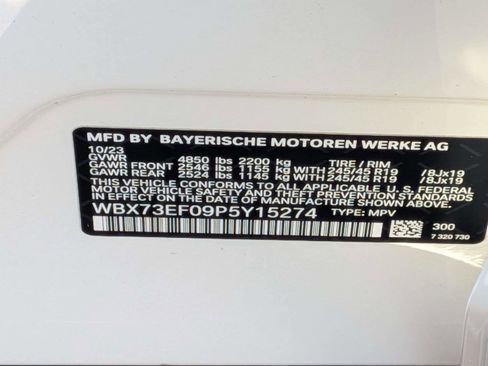 MFD BY BAYERISCHE MOTOREN WERKE AG
10/23
GVWR 4850 lbs 2200 kg TIRE / RIM
GAWR FRONT 2546 lbs 1155 kg WITH 245/45 R19 /8Jx19
GAWR REAR 2524 lbs 1145 kg WITH 245/45 R19 /8Jx19
THIS VEHICLE CONFORMS TO ALL APPLICABLE U.S. FEDERAL
MOTOR VEHICLE SAFETY AND THEFT PREVENTION STANDARDS
IN EFFECT ON THE DATE OF MANUFACTURE SHOWN ABOVE.
WBX73EF09P5Y15274 TYPE: MPV
300
7 320 730